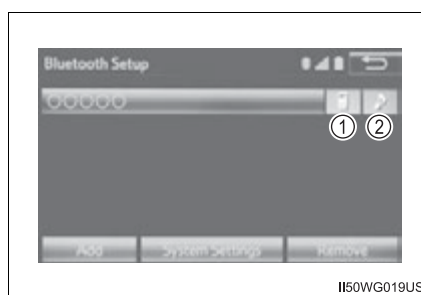 Bluetooth Setup
OOOOO
① ②
Add System Settings Remove
II50WG019US